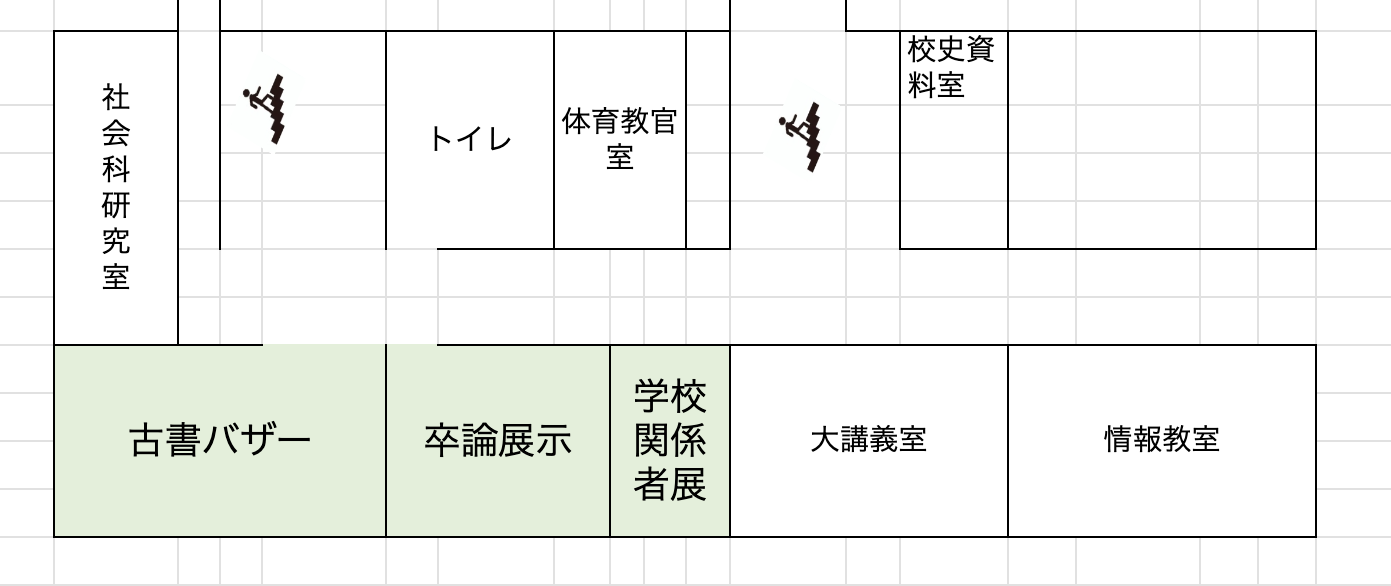 社
会
科
研
究
室
トイレ
体育教官
室
校史資
料室
古書バザー
卒論展示
学校
関係
者展
大講義室
情報教室